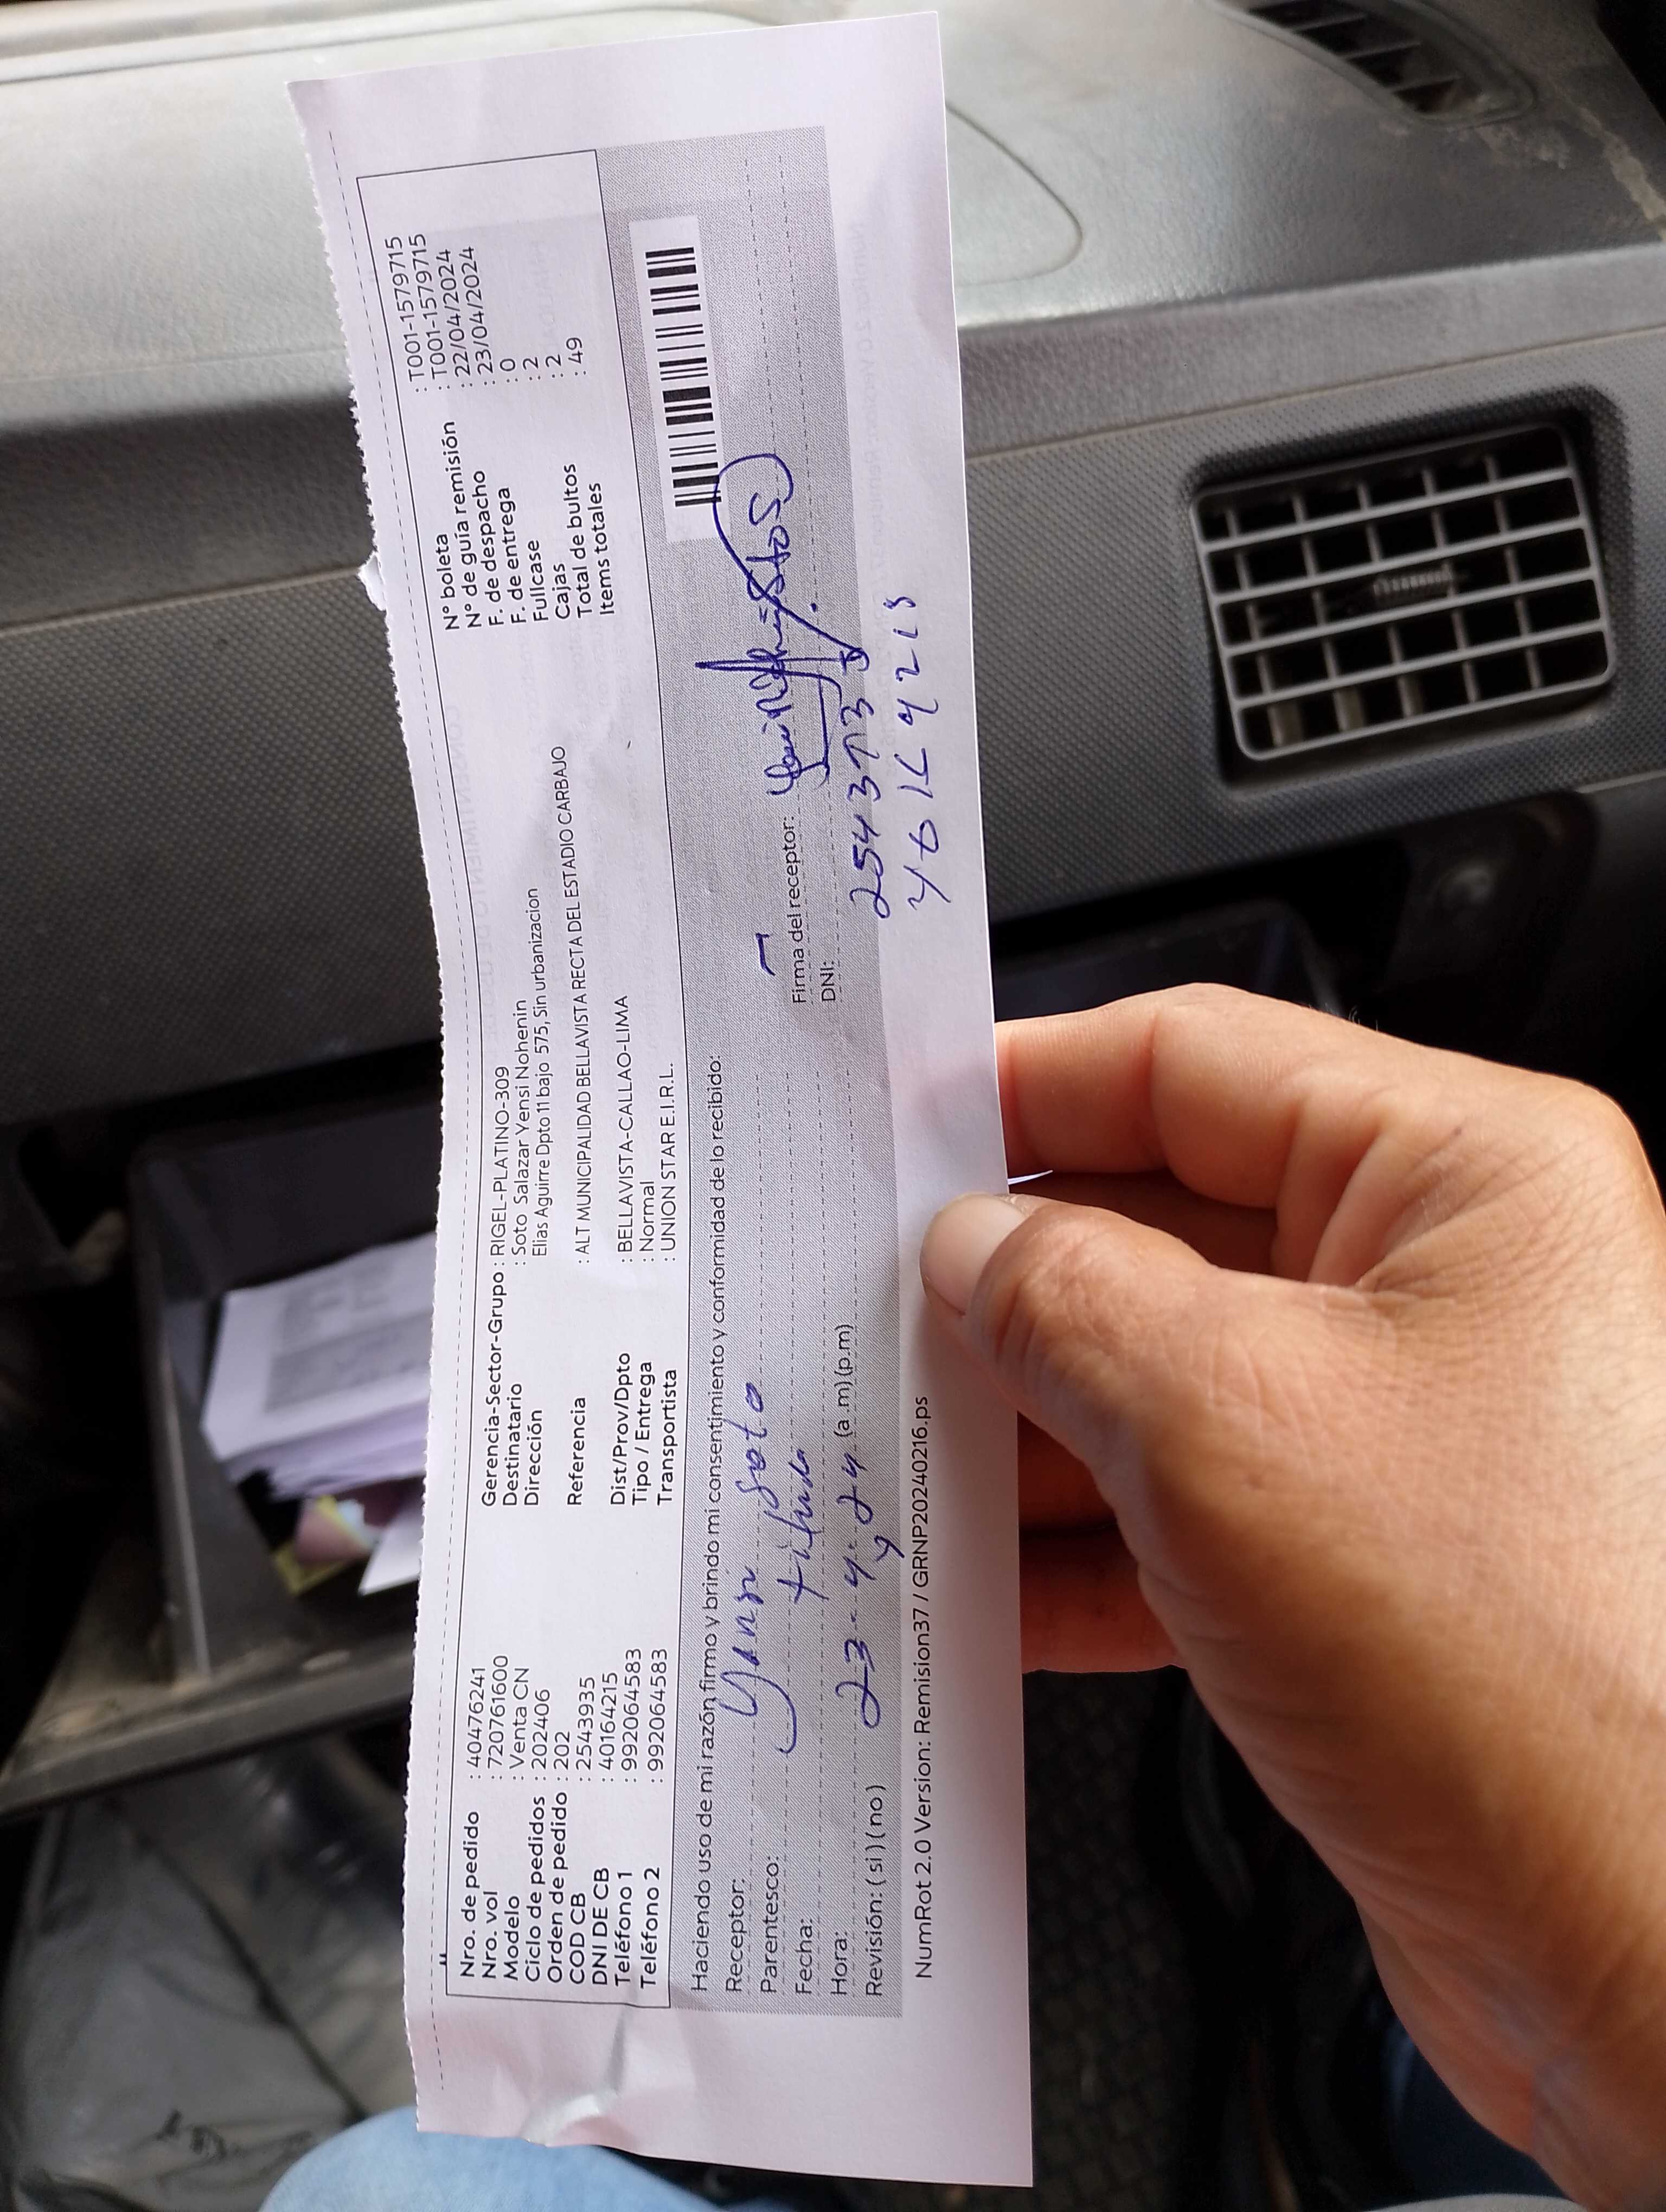 Nro. de pedido : 40476241
Nro. vol : 720761600
Modelo : Venta CN
Ciclo de pedidos : 202406
Orden de pedido : 202
COD CB : 2543935
DNI DE CB : 40164215
Teléfono 1 : 992064583
Teléfono 2 : 992064583
Gerencia-Sector-Grupo : RIGEL-PLATINO-309
Destinatario : Soto Salazar Yensi Nohenin
Dirección Elias Aguirre Dpto 11 bajo 575, Sin urbanizacion
Referencia : ALT MUNICIPALIDAD BELLAVISTA RECTA DEL ESTADIO CARBAJO
Dist/Prov/Dpto : BELLAVISTA-CALLAO-LIMA
Tipo / Entrega : Normal
Transportista : UNION STAR E.I.R.L.
N° boleta : T001-1579715
N° de guía remisión : T001-1579715
F. de despacho : 22/04/2024
F. de entrega : 23/04/2024
Fullcase : 0
Cajas : 2
Total de bultos : 2
Items totales : 49
Haciendo uso de mi razón firmo y brindo mi consentimiento y conformidad de lo recibido:
Receptor: Soto
Parentesco:
Fecha: 23-4-24
Hora: (a.m)(p.m)
Revisión: (si)(no)
Firma del receptor:
DNI:
NumRot 2.0 Version: Remision37 / GRNP20240216.ps